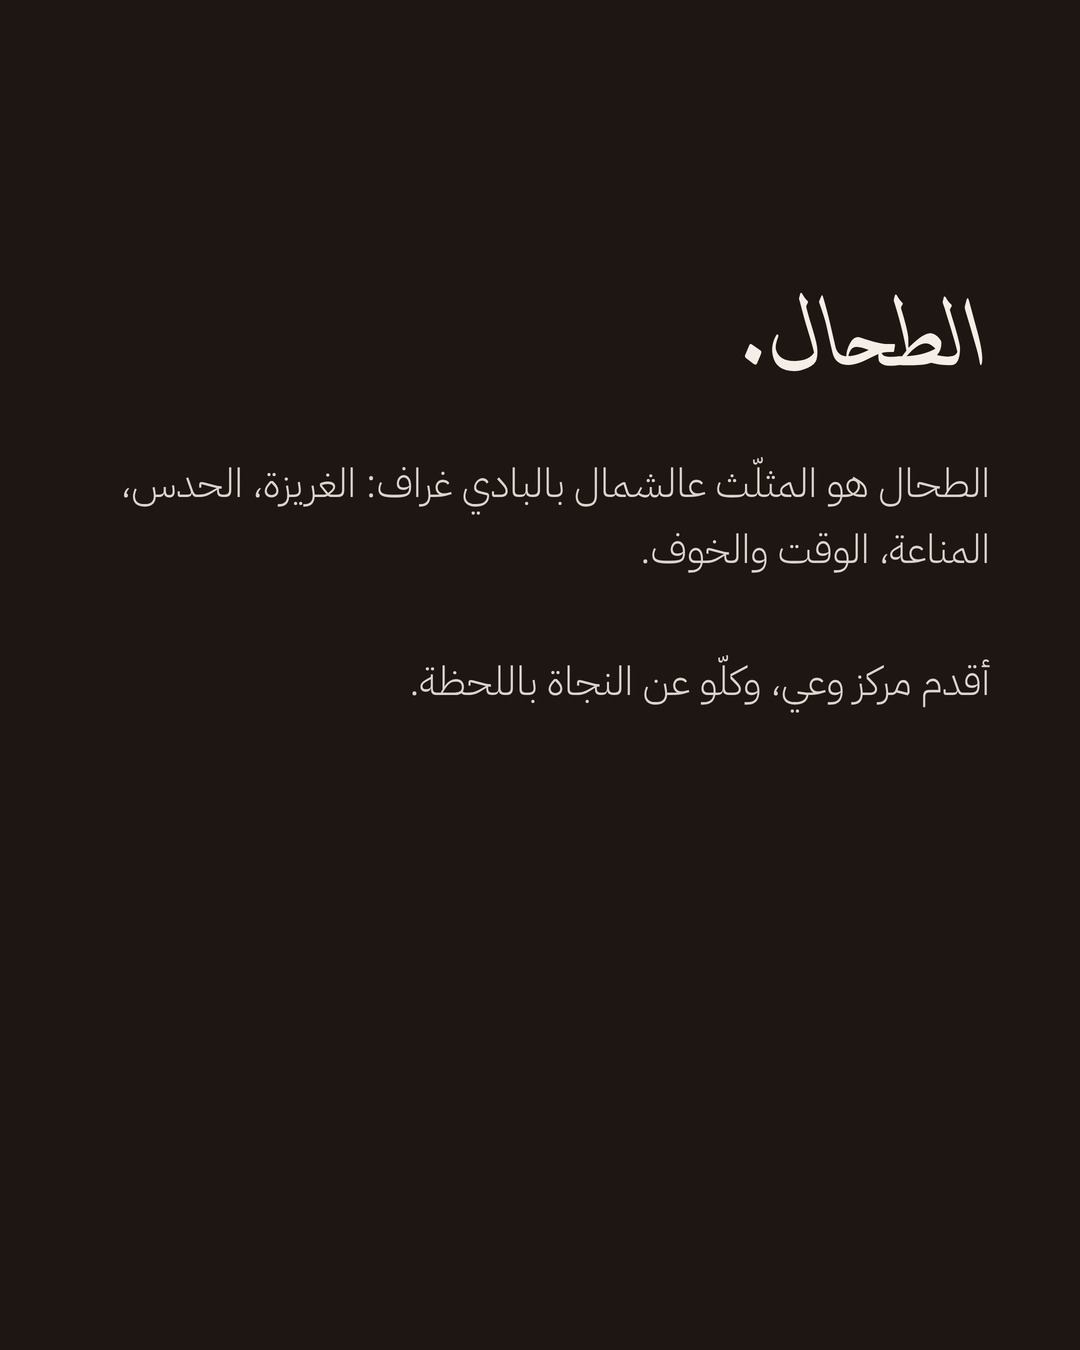 الطحال.
الطحال هو المثلّث عالشمال بالبادي غراف: الغريزة، الحدس،
المناعة، الوقت والخوف.
أقدم مركز وعي، وكلّو عن النجاة باللحظة.